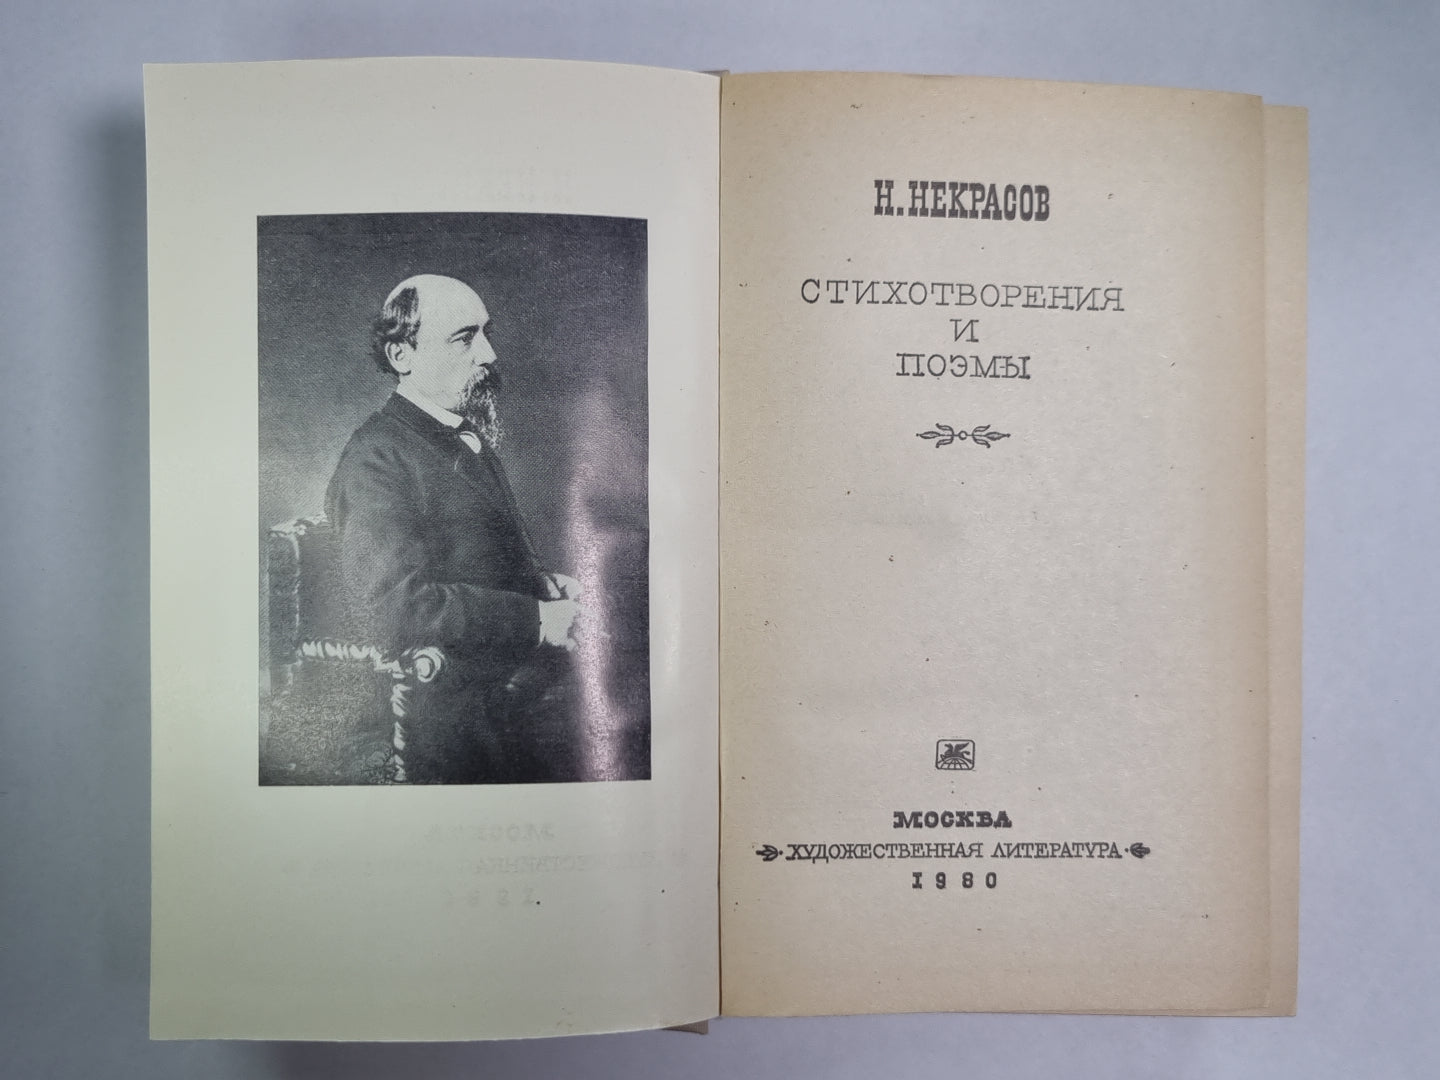 Н. НЕКРАСОВ
СТИХОТВОРЕНИЯ
И
ПОЭМЫ
МОСКВА
ХУДОЖЕСТВЕННАЯ ЛИТЕРАТУРА
1980